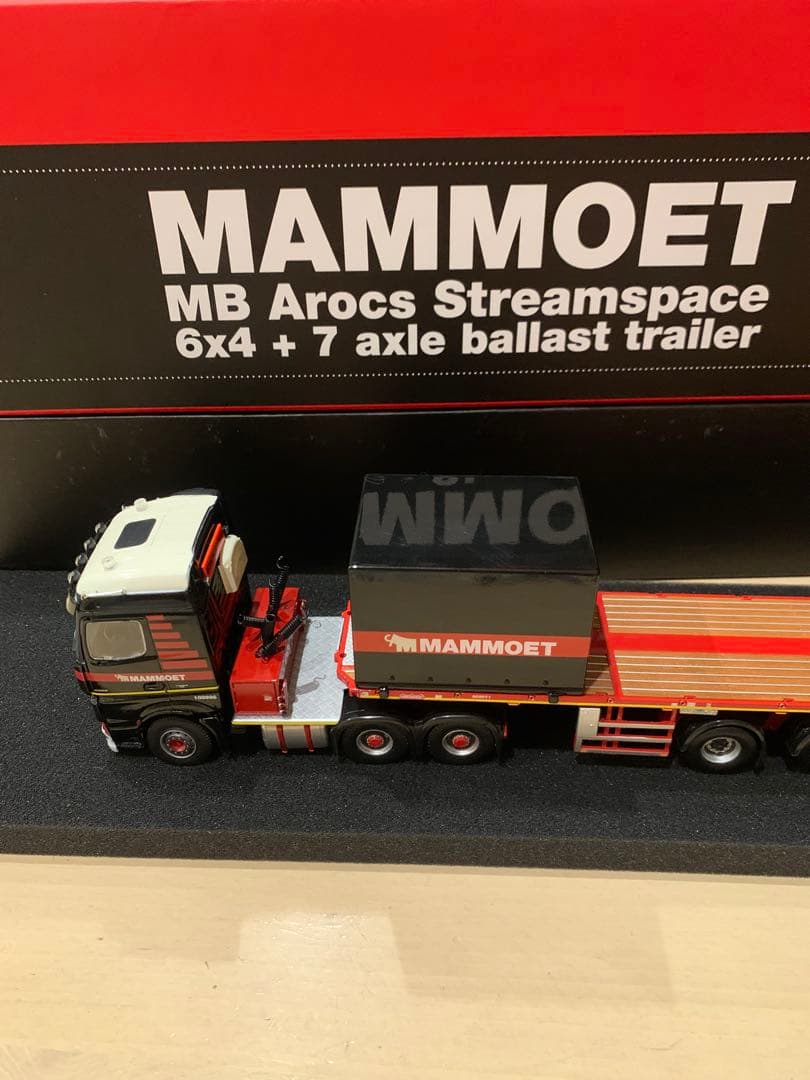 MAMMOET
MB Arocs Streamspace
6x4 + 7 axle ballast trailer
MAMMOET
MAMMOET